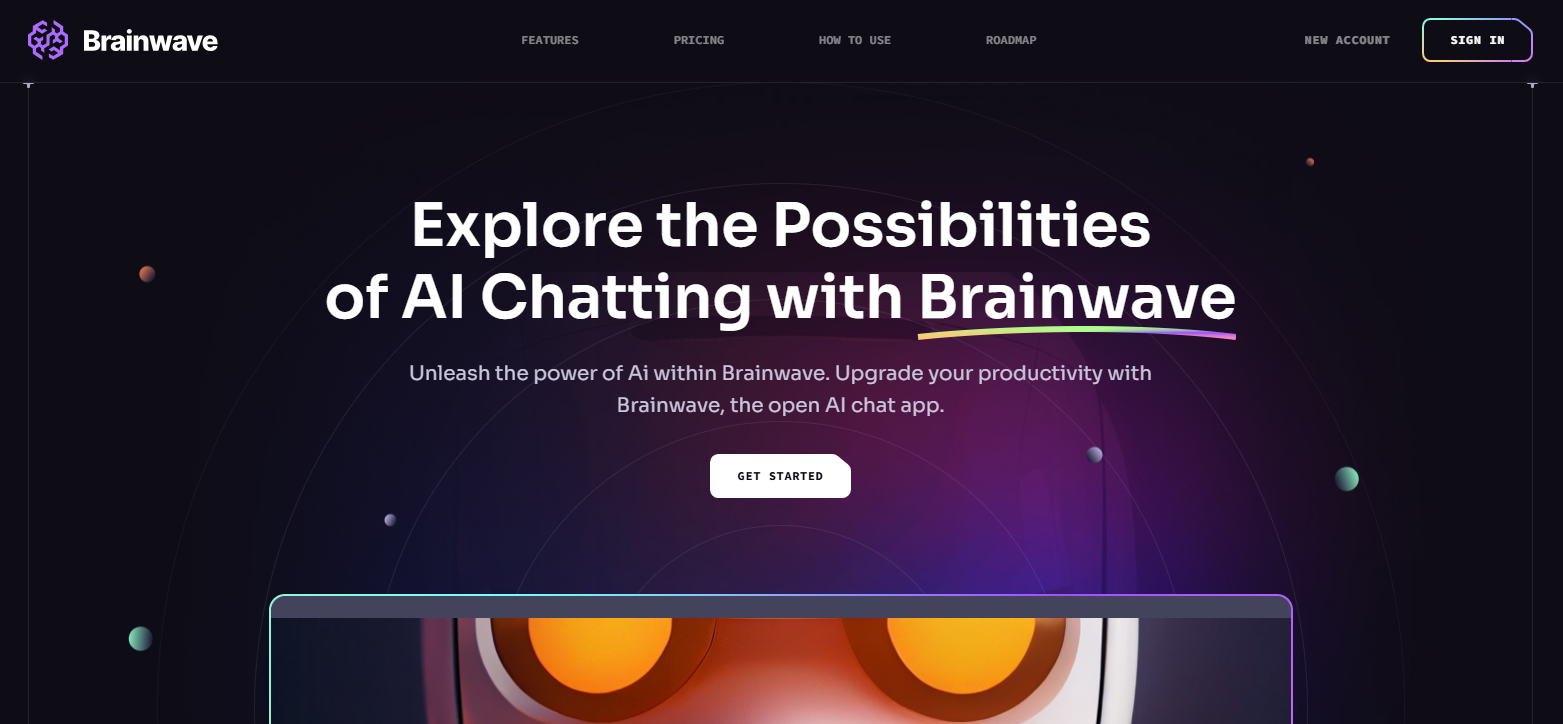 Brainwave
FEATURES
PRICING
HOW TO USE
ROADMAP
NEW ACCOUNT
SIGN IN
Explore the Possibilities
of AI Chatting with Brainwave
Unleash the power of Ai within Brainwave. Upgrade your productivity with
Brainwave, the open AI chat app.
GET STARTED